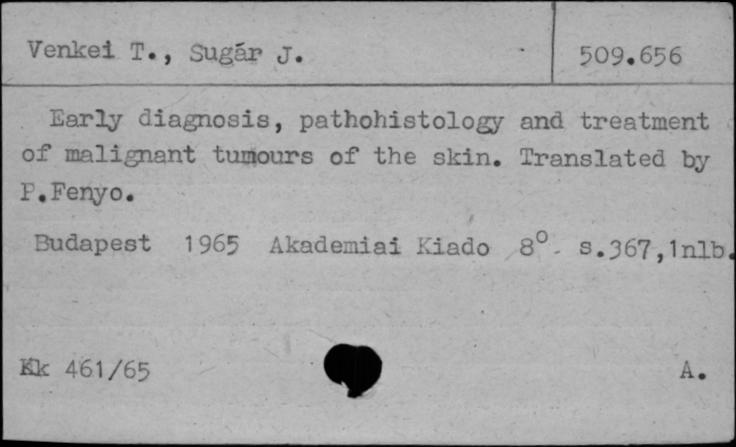 Venkei T., Sugár J.
509.656
Early diagnosis, pathohistology and treatment
of malignant tumours of the skin. Translated by
P.Fenyo.
Budapest 1965 Akademiai Kiado 8° s.367,1nlb.
Kk 461/65
A.